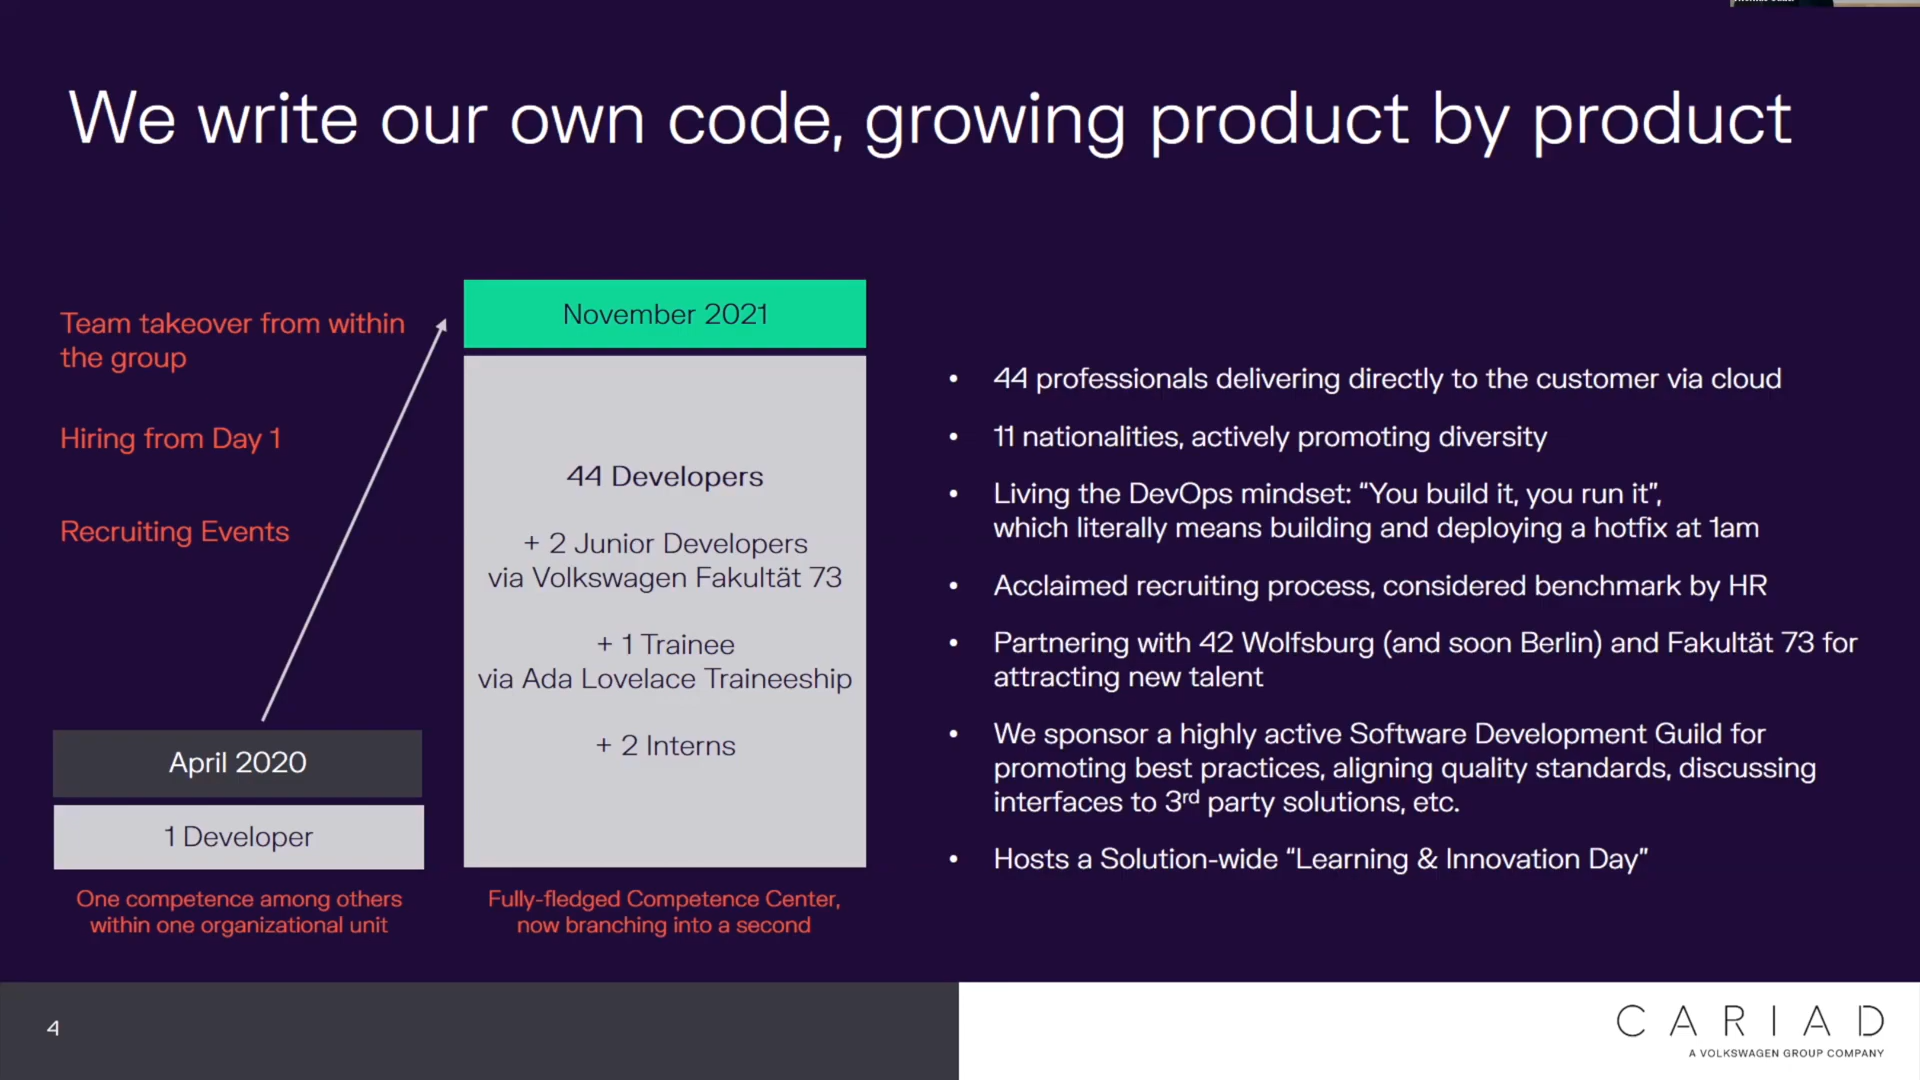 We write our own code, growing product by product
Team takeover from within
the group
Hiring from Day 1
Recruiting Events
April 2020
1 Developer
One competence among others
within one organizational unit
November 2021
44 Developers
+ 2 Junior Developers
via Volkswagen Fakultät 73
+ 1 Trainee
via Ada Lovelace Traineeship
+ 2 Interns
Fully-fledged Competence Center,
now branching into a second
• 44 professionals delivering directly to the customer via cloud
• 11 nationalities, actively promoting diversity
• Living the DevOps mindset: “You build it, you run it”,
which literally means building and deploying a hotfix at 1am
• Acclaimed recruiting process, considered benchmark by HR
• Partnering with 42 Wolfsburg (and soon Berlin) and Fakultät 73 for
attracting new talent
• We sponsor a highly active Software Development Guild for
promoting best practices, aligning quality standards, discussing
interfaces to 3rd party solutions, etc.
• Hosts a Solution-wide “Learning & Innovation Day”
4
CARIAD
A VOLKSWAGEN GROUP COMPANY